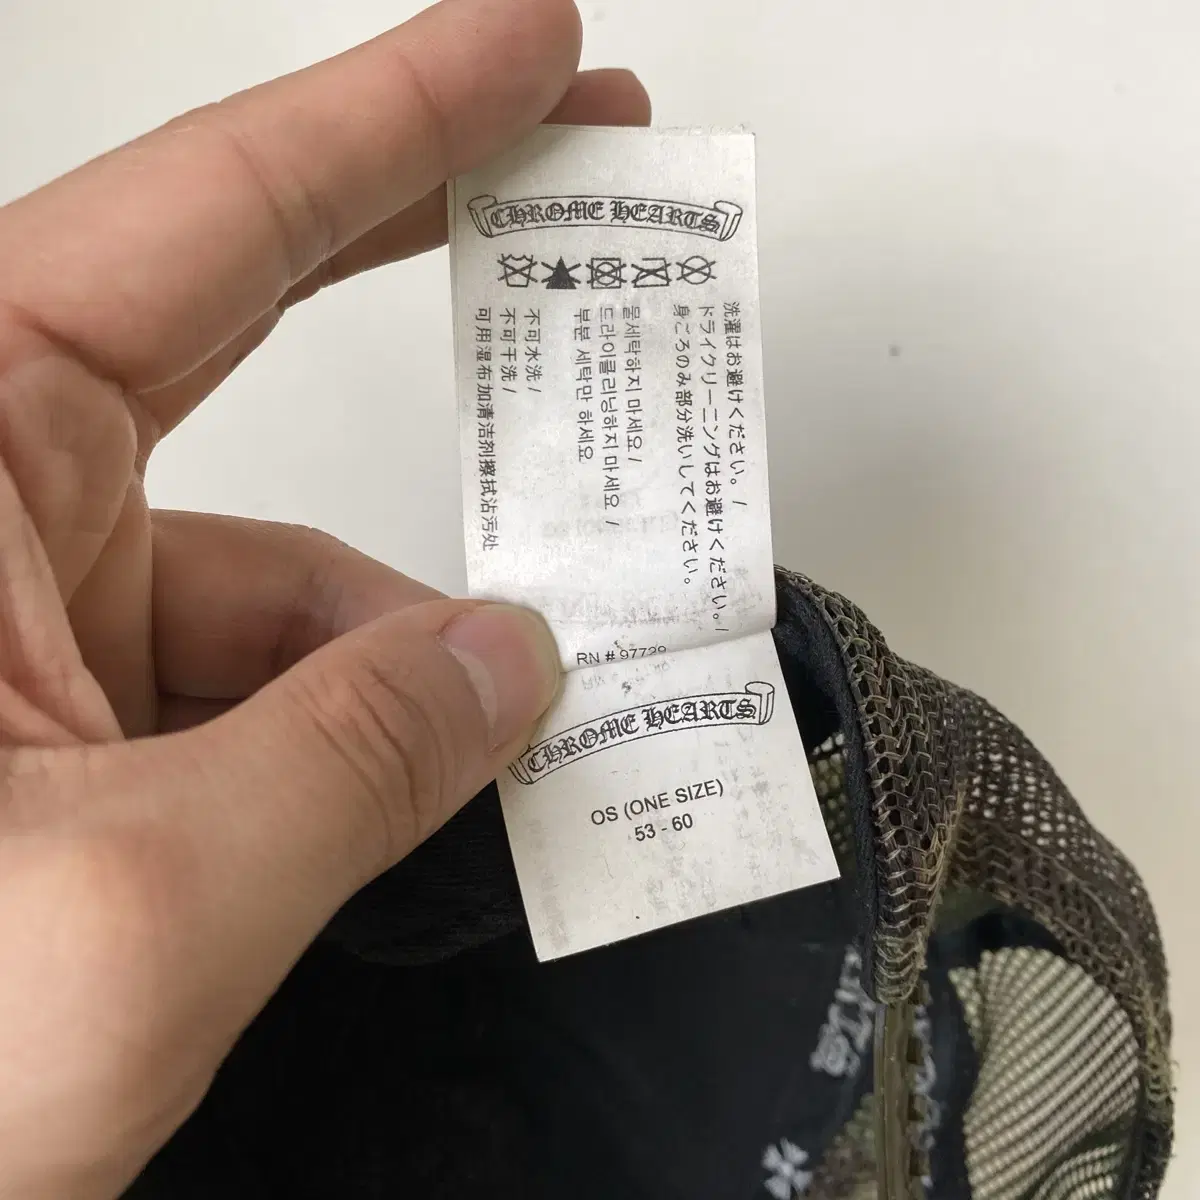 CHROME HEARTS
洗濯はお避けください。/
ドライクリーニングはお避けください。/
身ごろのみ部分洗いしてください。
물세탁하지 마세요 /
드라이클리닝하지 마세요 /
부분 세탁만 하세요
不可水洗 /
不可干洗 /
可用湿布加清洁剂擦拭沾污处
RN # 97729
CHROME HEARTS
OS (ONE SIZE)
53 - 60